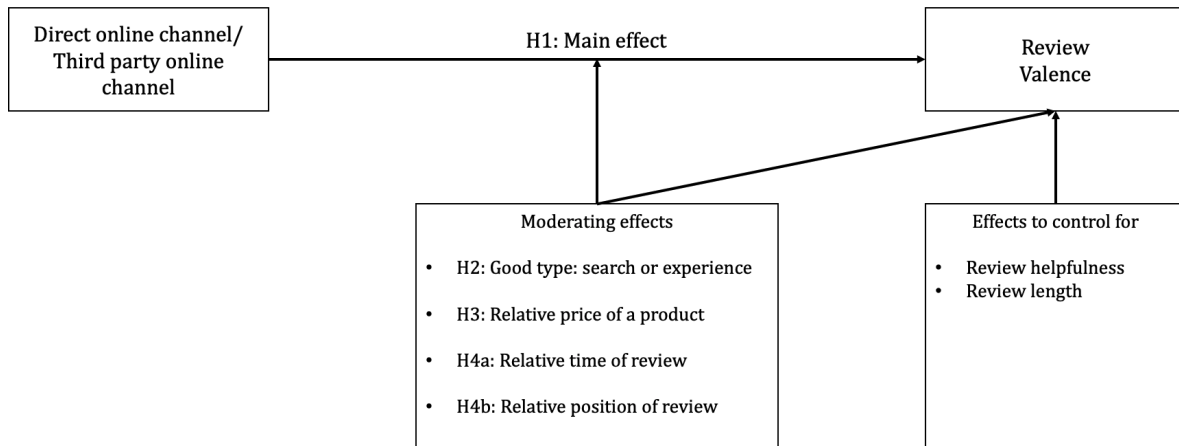 Direct online channel/
Third party online
channel
H1: Main effect
Review
Valence
Moderating effects
• H2: Good type: search or experience
• H3: Relative price of a product
• H4a: Relative time of review
• H4b: Relative position of review
Effects to control for
• Review helpfulness
• Review length